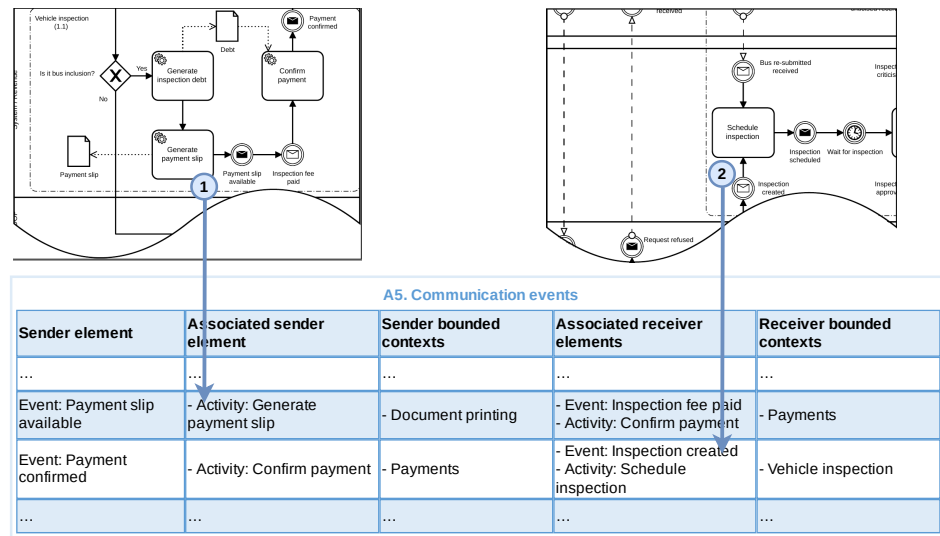 Vehicle inspection
(1.1)
Payment
confirmed
Debt
Is it bus inclusion?
Yes
X
Generate
inspection debt
Confirm
payment
No
Generate
payment slip
Payment slip
Payment slip
available
Inspection fee
paid
1
received
Bus re-submitted
received
Inspect
criticis
Schedule
inspection
Inspection
scheduled
Wait for inspection
2
Inspection
created
Inspect
approv
Request refused
A5. Communication events
Sender element
Associated sender
element
Sender bounded
contexts
Associated receiver
elements
Receiver bounded
contexts
...
...
...
...
...
Event: Payment slip
available
- Activity: Generate
payment slip
- Document printing
- Event: Inspection fee paid
- Activity: Confirm payment
- Payments
Event: Payment
confirmed
- Activity: Confirm payment
- Payments
- Event: Inspection created
- Activity: Schedule
inspection
- Vehicle inspection
...
...
...
...
...